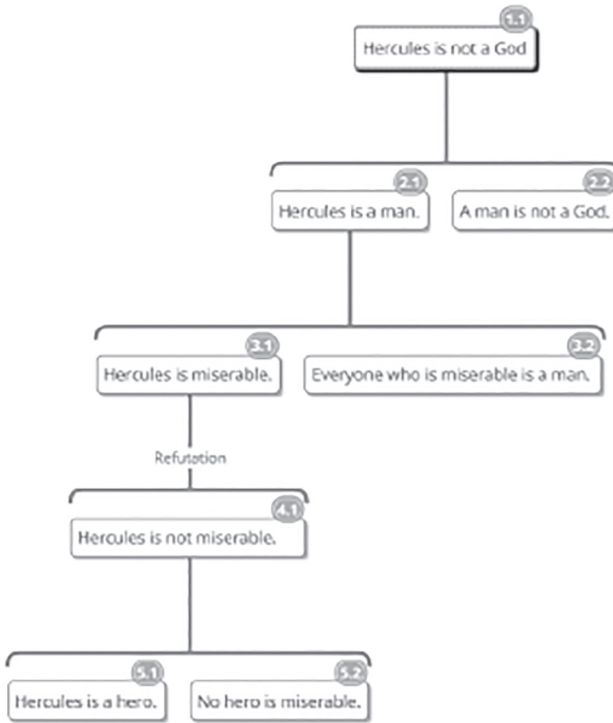 1.1
Hercules is not a God
2.1
2.2
Hercules is a man.
A man is not a God.
3.1
3.2
Hercules is miserable.
Everyone who is miserable is a man.
Refutation
4.1
Hercules is not miserable.
5.1
5.2
Hercules is a hero.
No hero is miserable.